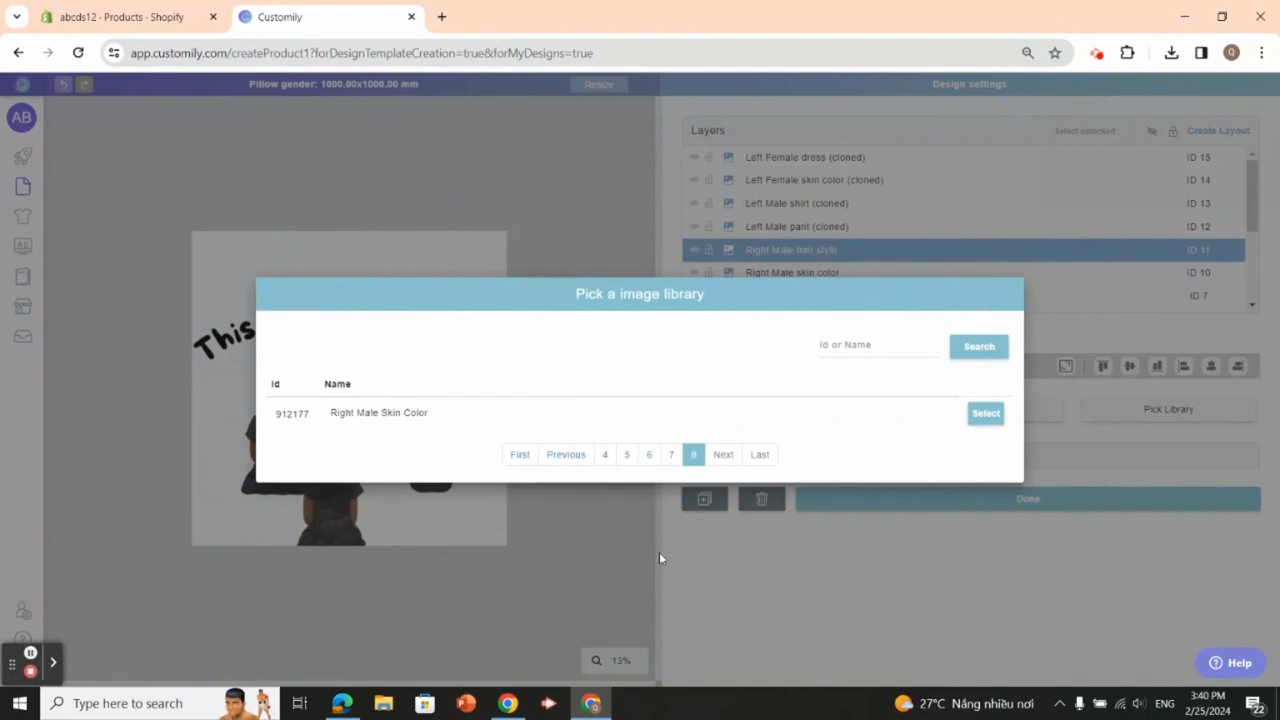 abcds12 · Products · Shopify
Customily
app.customily.com/createProduct1?forDesignTemplateCreation=true&forMyDesigns=true
Pillow gender: 1000.00x1000.00 mm
Resize
Design settings
AB
Layers
Select unlocked
Create Layout
Left Female dress (cloned) ID 15
Left Female skin color (cloned) ID 14
Left Male shirt (cloned) ID 13
Left Male pant (cloned) ID 12
Right Male hair style ID 11
Right Male skin color ID 10
ID 7
This
Pick a image library
Id or Name
Search
Id Name
912177 Right Male Skin Color Select
First Previous 4 5 6 7 8 Next Last
Pick Library
Done
13%
Help
Type here to search
27°C Nắng nhiều nơi
ENG
3:40 PM
2/25/2024
22